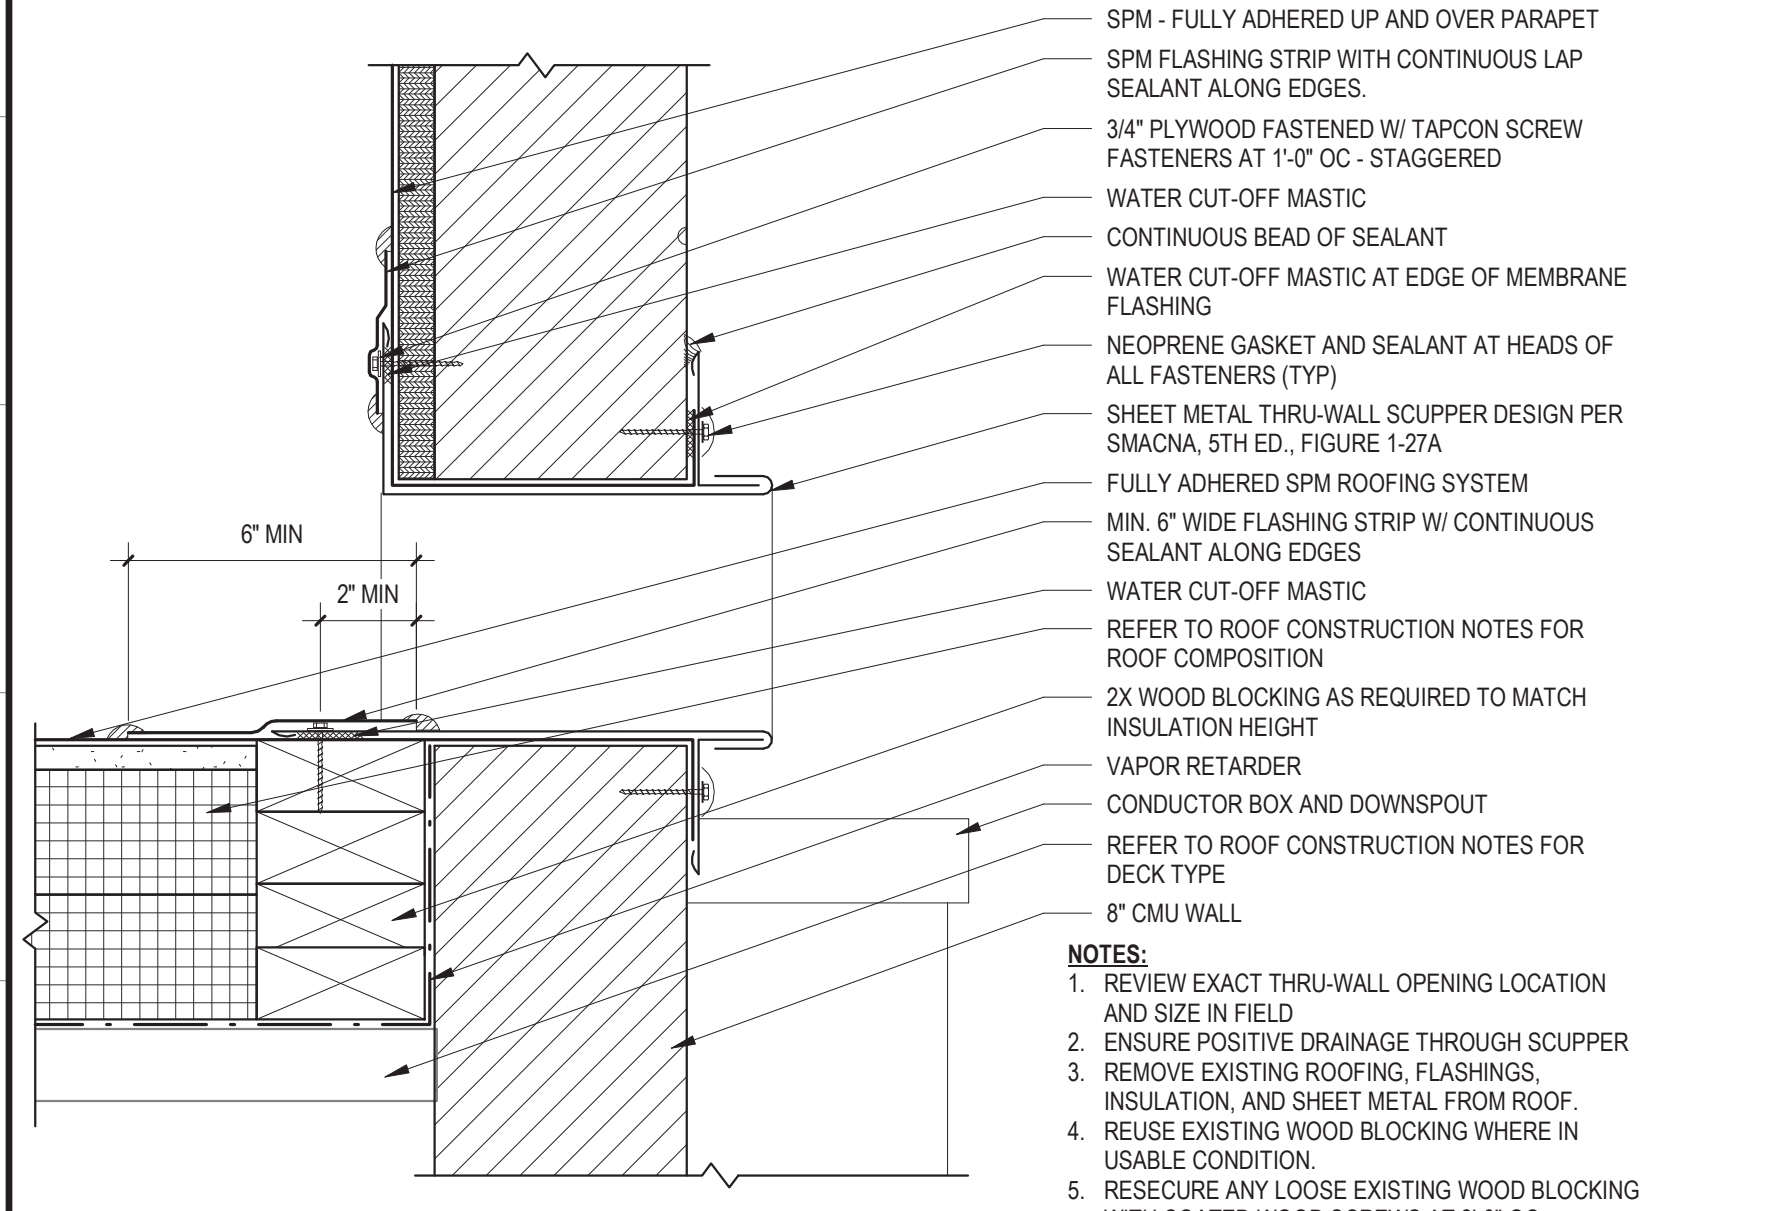 SPM - FULLY ADHERED UP AND OVER PARAPET
SPM FLASHING STRIP WITH CONTINUOUS LAP
SEALANT ALONG EDGES.
3/4" PLYWOOD FASTENED W/ TAPCON SCREW
FASTENERS AT 1'-0" OC - STAGGERED
WATER CUT-OFF MASTIC
CONTINUOUS BEAD OF SEALANT
WATER CUT-OFF MASTIC AT EDGE OF MEMBRANE
FLASHING
NEOPRENE GASKET AND SEALANT AT HEADS OF
ALL FASTENERS (TYP)
SHEET METAL THRU-WALL SCUPPER DESIGN PER
SMACNA, 5TH ED., FIGURE 1-27A
FULLY ADHERED SPM ROOFING SYSTEM
MIN. 6" WIDE FLASHING STRIP W/ CONTINUOUS
SEALANT ALONG EDGES
WATER CUT-OFF MASTIC
REFER TO ROOF CONSTRUCTION NOTES FOR
ROOF COMPOSITION
2X WOOD BLOCKING AS REQUIRED TO MATCH
INSULATION HEIGHT
VAPOR RETARDER
CONDUCTOR BOX AND DOWNSPOUT
REFER TO ROOF CONSTRUCTION NOTES FOR
DECK TYPE
8" CMU WALL
6" MIN
2" MIN
NOTES:
1. REVIEW EXACT THRU-WALL OPENING LOCATION
AND SIZE IN FIELD
2. ENSURE POSITIVE DRAINAGE THROUGH SCUPPER
3. REMOVE EXISTING ROOFING, FLASHINGS,
INSULATION, AND SHEET METAL FROM ROOF.
4. REUSE EXISTING WOOD BLOCKING WHERE IN
USABLE CONDITION.
5. RESECURE ANY LOOSE EXISTING WOOD BLOCKING
WITH COATED WOOD SCREWS AT